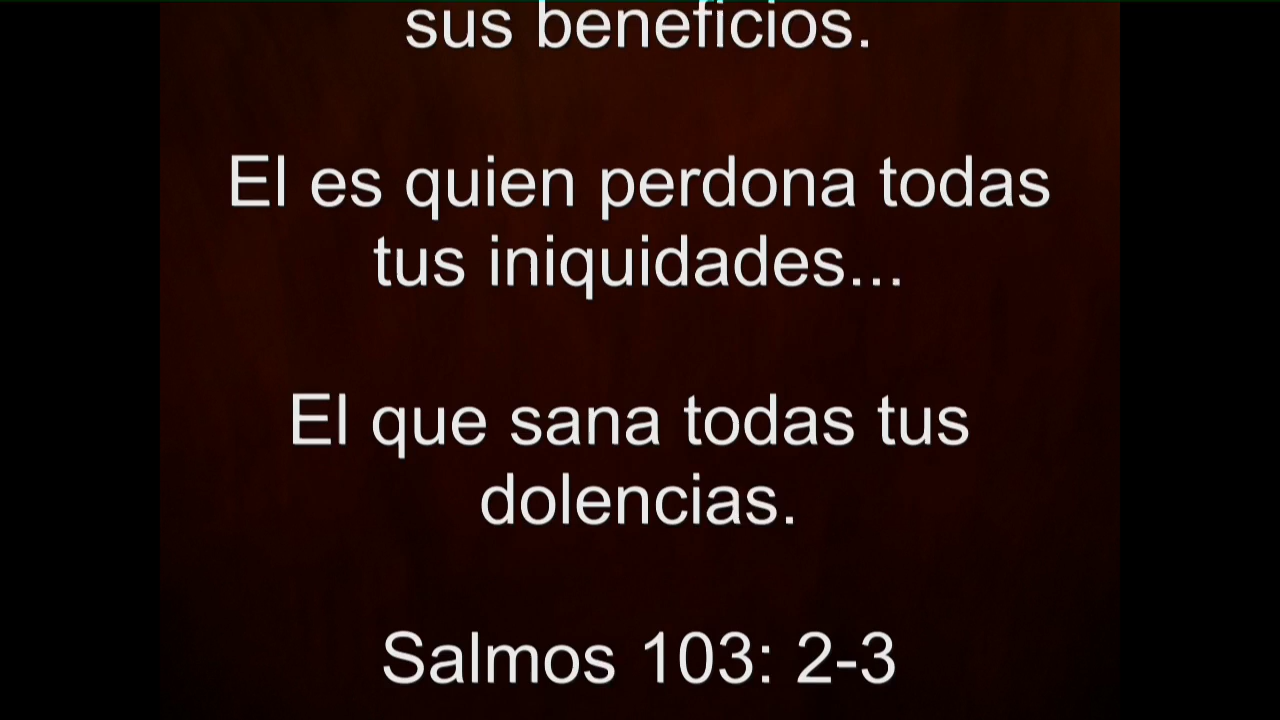 sus beneficios.
El es quien perdona todas
tus iniquidades...
El que sana todas tus
dolencias.
Salmos 103: 2-3